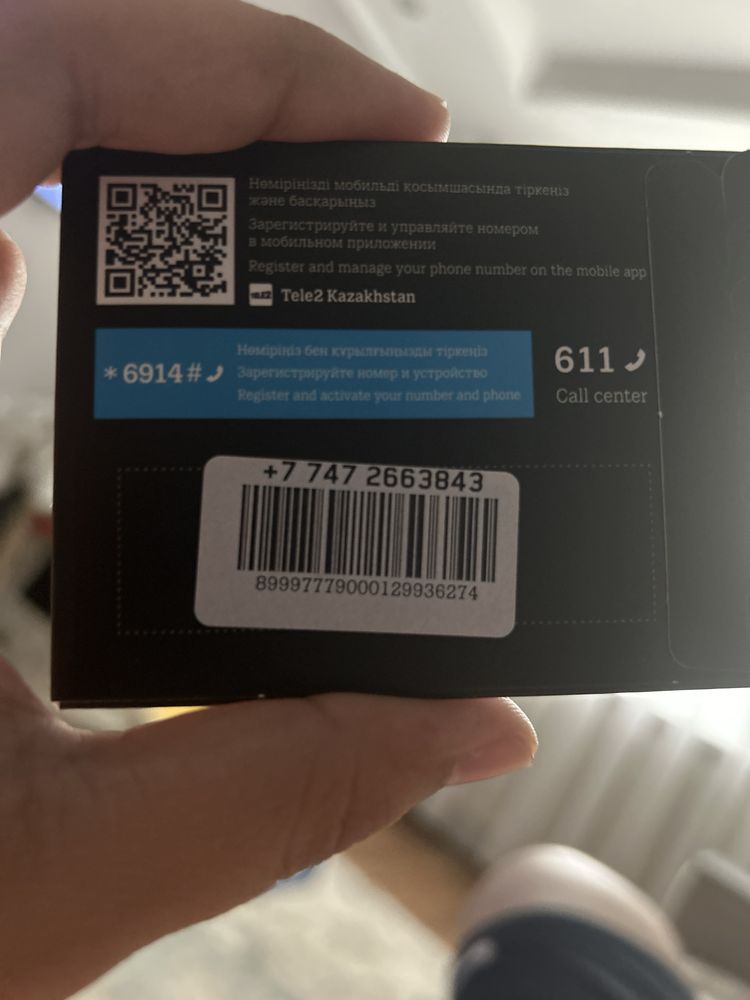 Нөміріңізді мобильді қосымшасында тіркеңіз
және басқарыңыз
Зарегистрируйте и управляйте номером
в мобильном приложении
Register and manage your phone number on the mobile app
TELE2 Tele2 Kazakhstan
*6914#
Нөміріңіз бен құрылғыңызды тіркеңіз
Зарегистрируйте номер и устройство
Register and activate your number and phone
611
Call center
+7 747 2663843
89997779000129936274